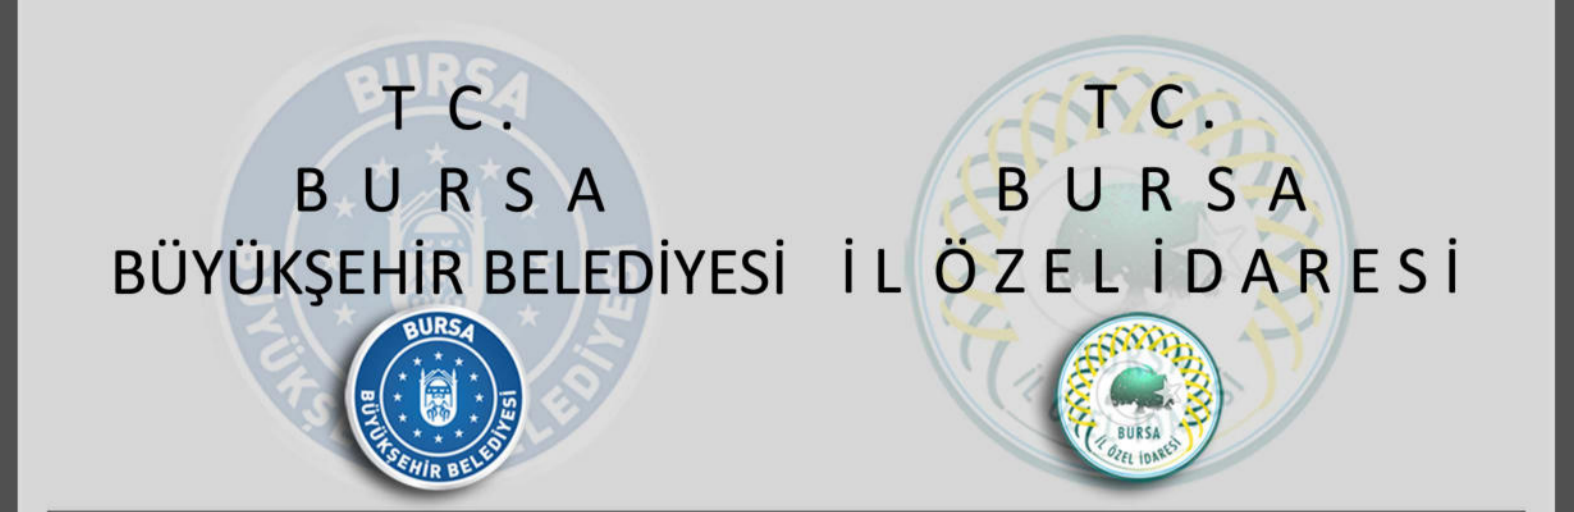 T C.
B U R S A
BÜYÜKŞEHİR BELEDİYESİ
BURSA
BÜYÜKŞEHİR BELEDİYESİ
T C.
B U R S A
İ L Ö Z E L İ D A R E S İ
BURSA
İL ÖZEL İDARESİ